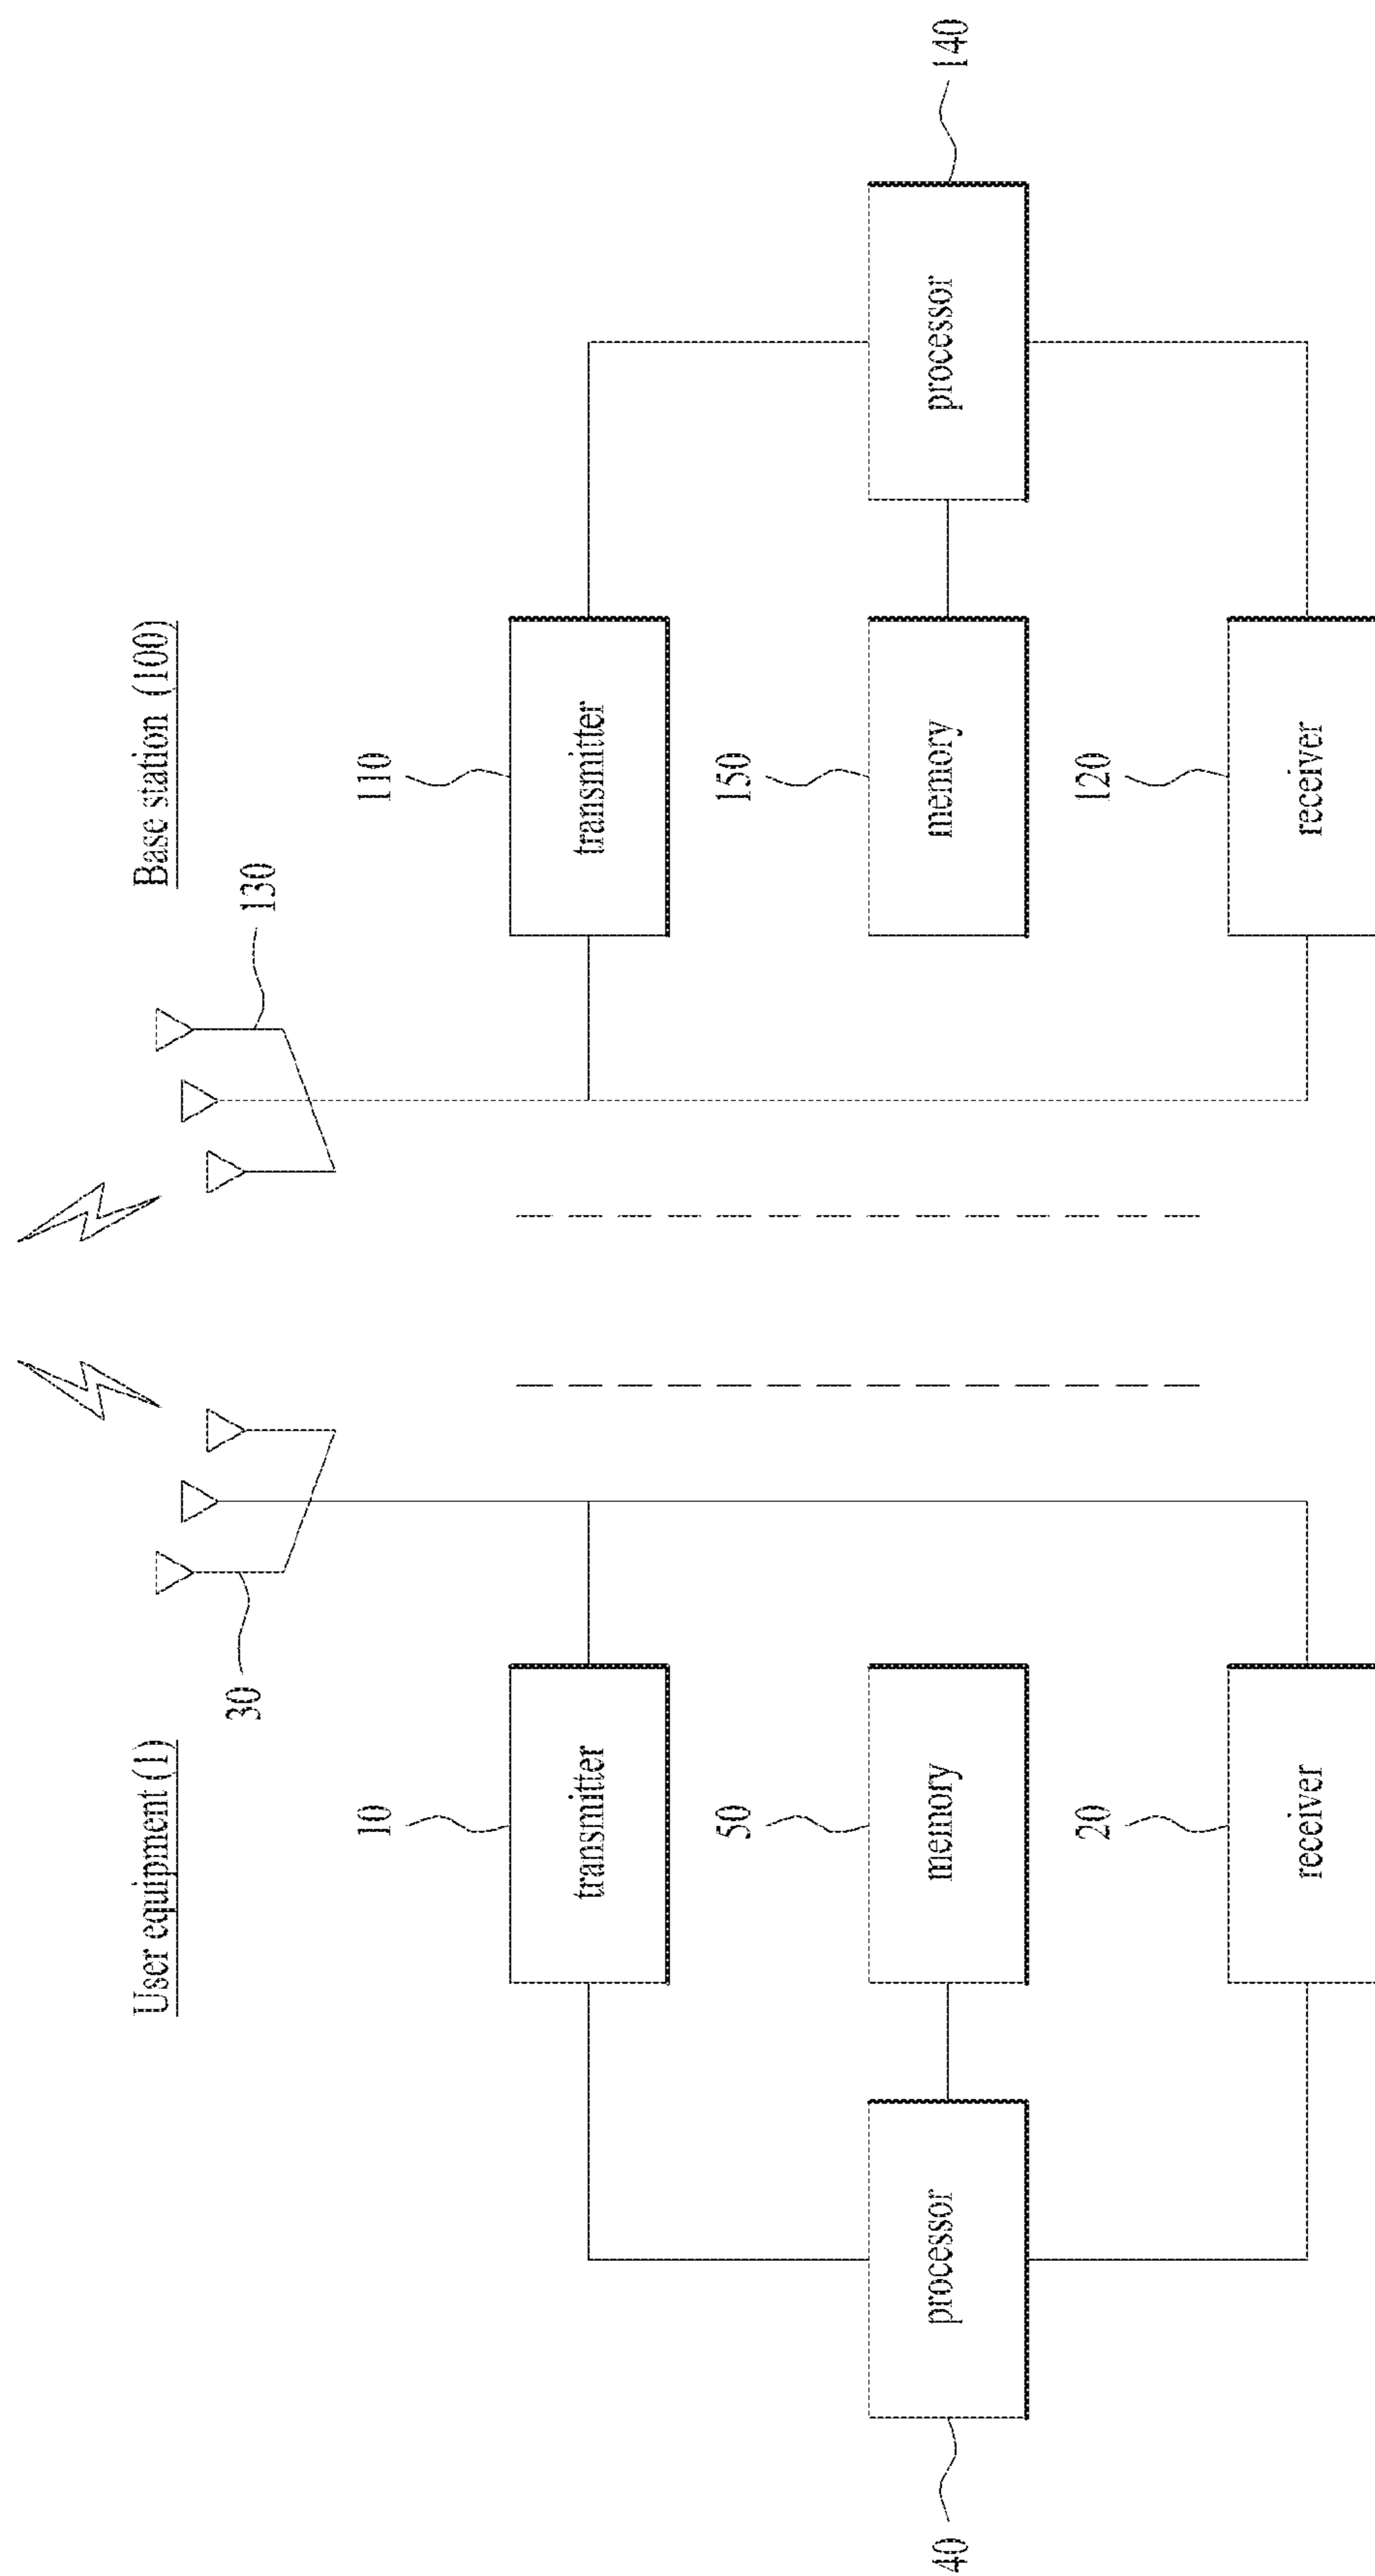 User equipment (1)
Base station (100)
30
130
10
transmitter
110
transmitter
40
processor
50
memory
150
memory
processor
140
20
receiver
120
receiver